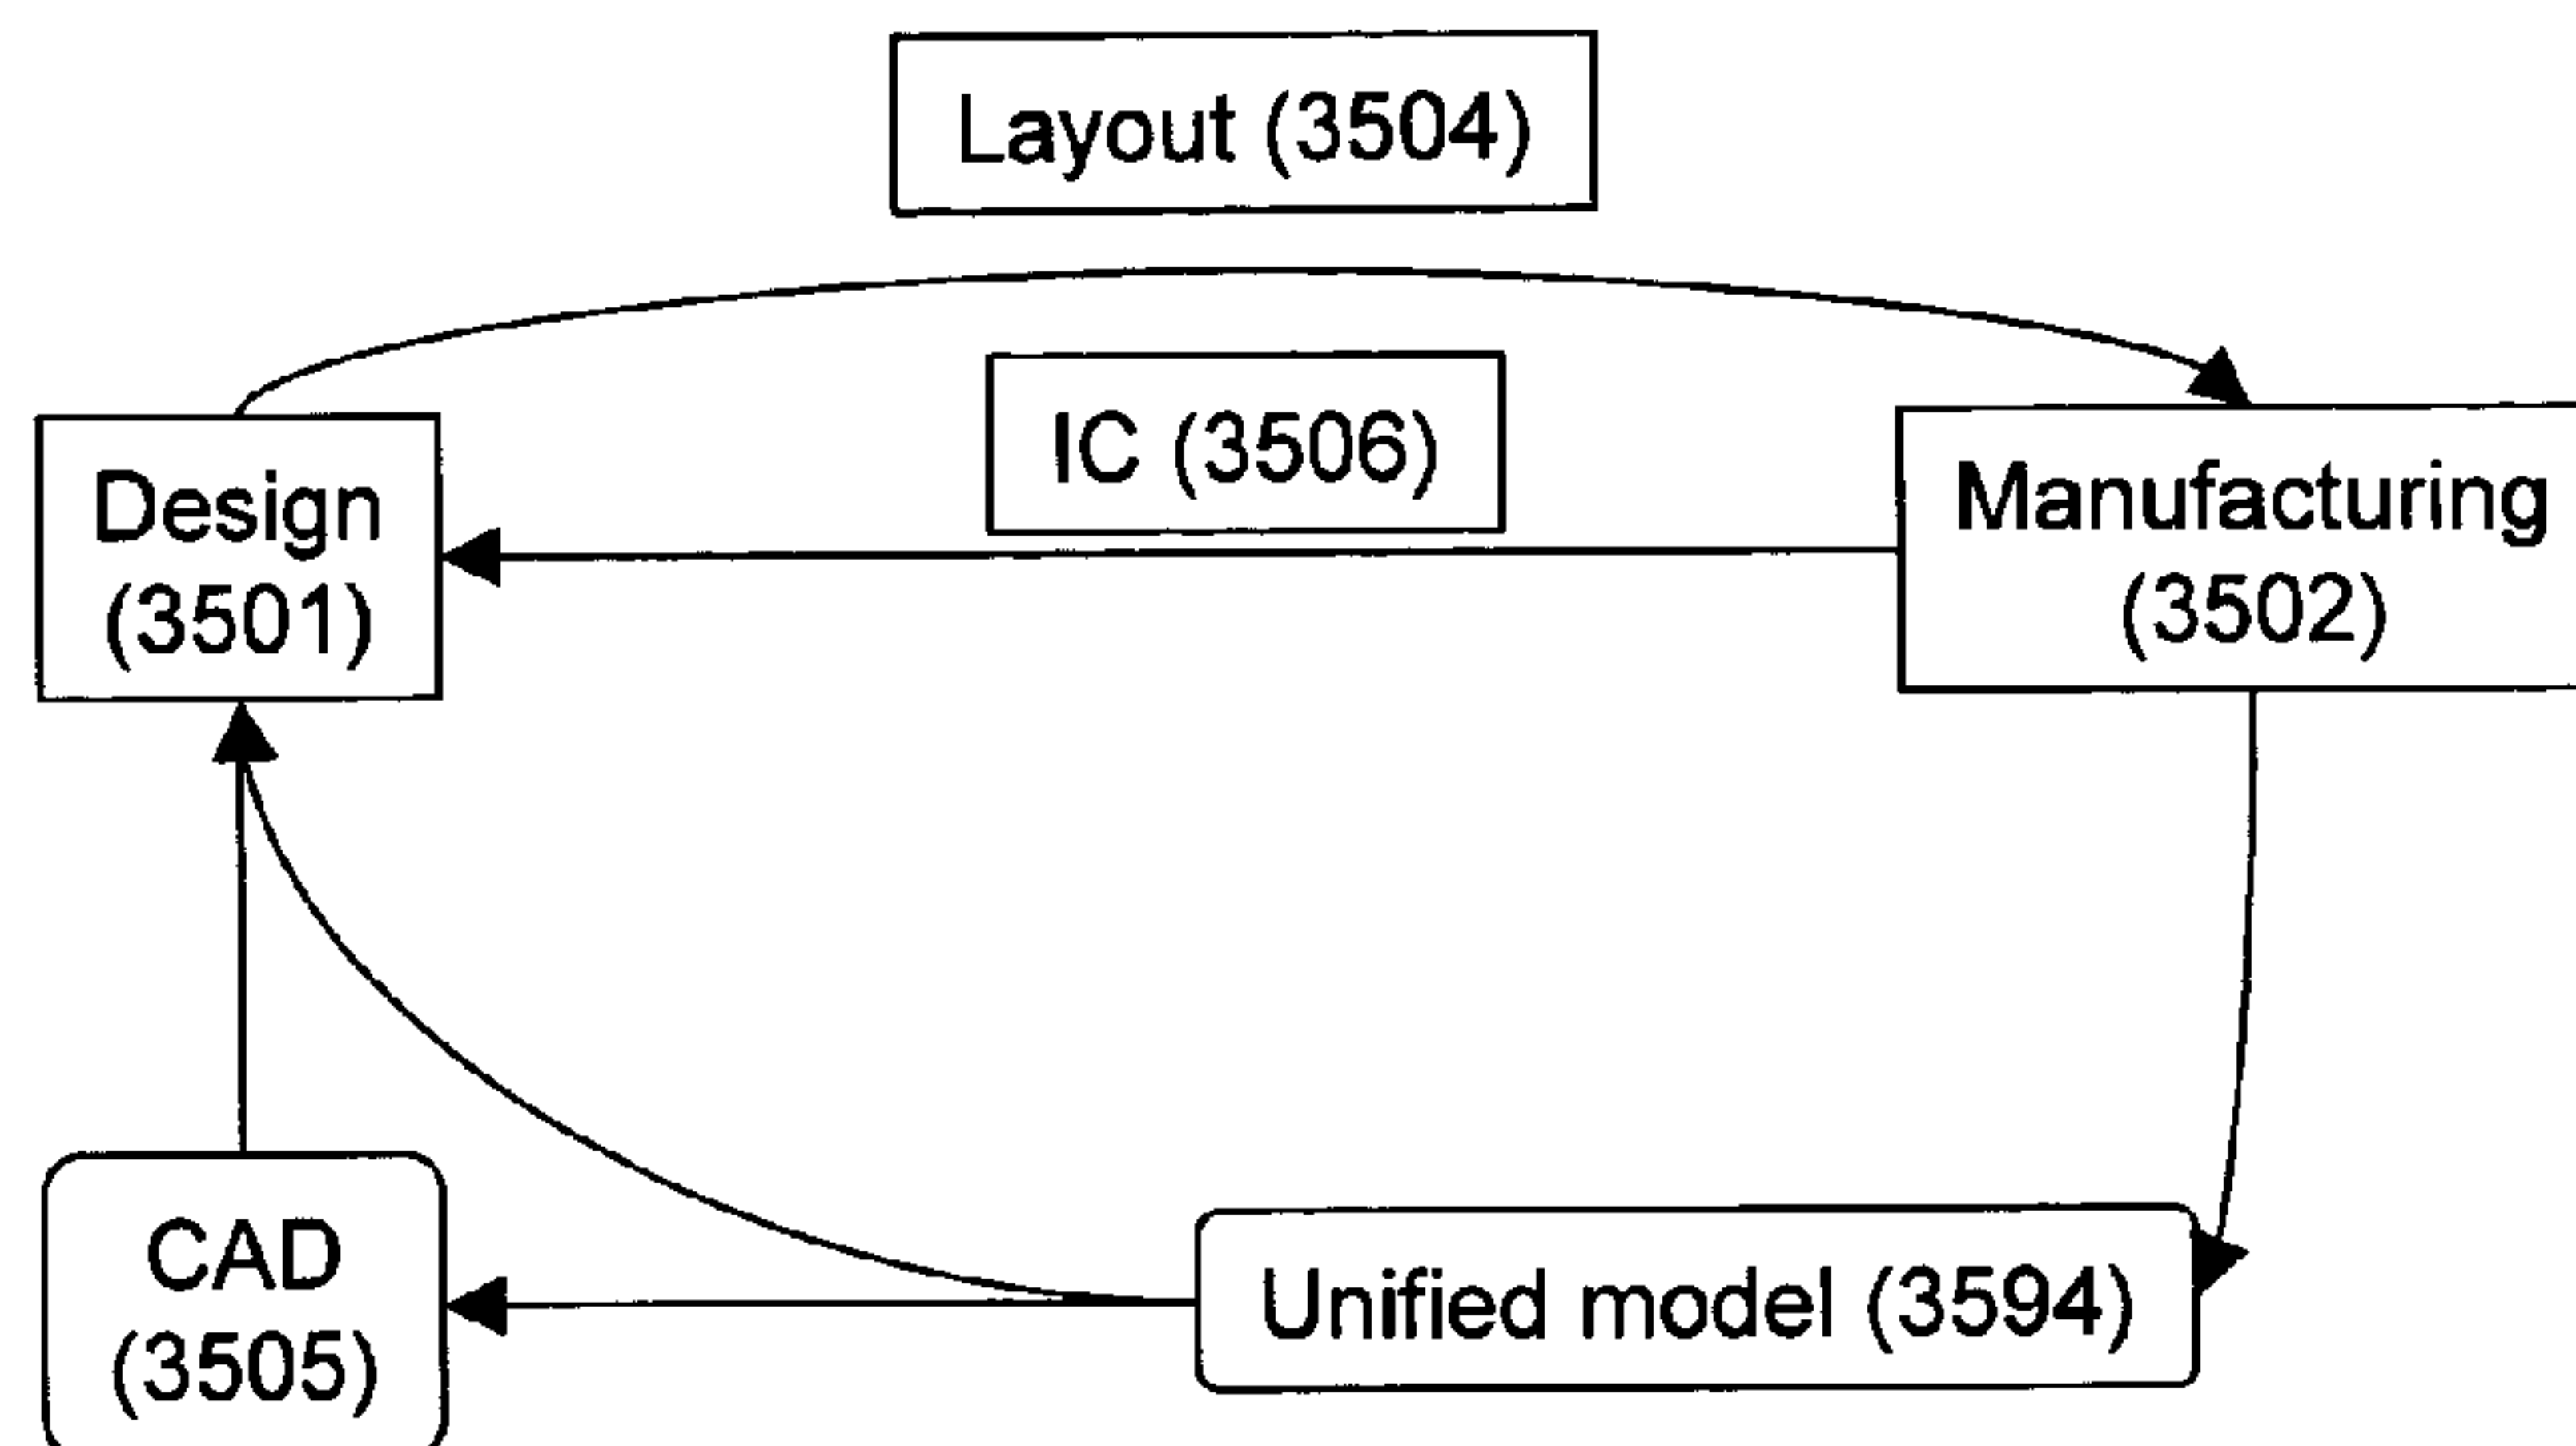 Layout (3504)
IC (3506)
Design
(3501)
Manufacturing
(3502)
CAD
(3505)
Unified model (3594)